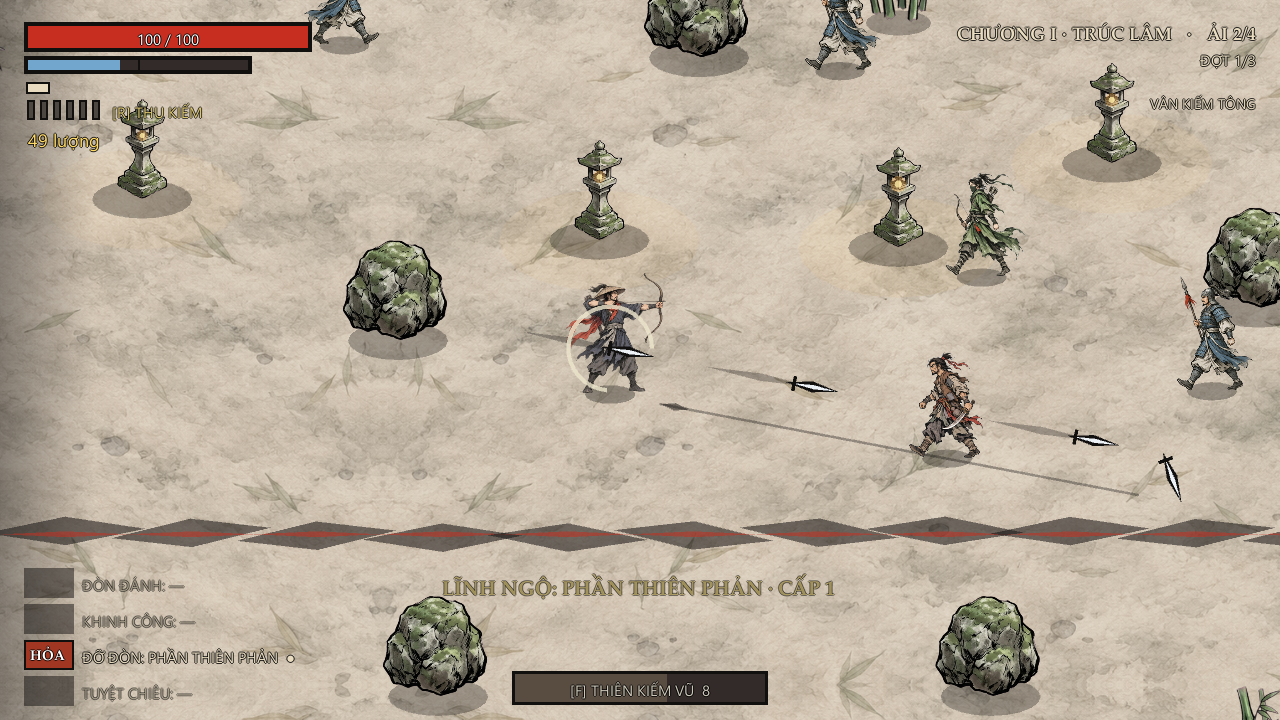 100 / 100
[R] THU KIẾM
49 lượng
CHƯƠNG I · TRÚC LÂM · ẢI 2/4
ĐỢT 1/3
VÂN KIẾM TÔNG
LĨNH NGỘ: PHẦN THIÊN PHẢN · CẤP 1
ĐÒN ĐÁNH: —
KHINH CÔNG: —
HỎA ĐỠ ĐÒN: PHẦN THIÊN PHẢN
TUYỆT CHIÊU: —
[F] THIÊN KIẾM VŨ 8